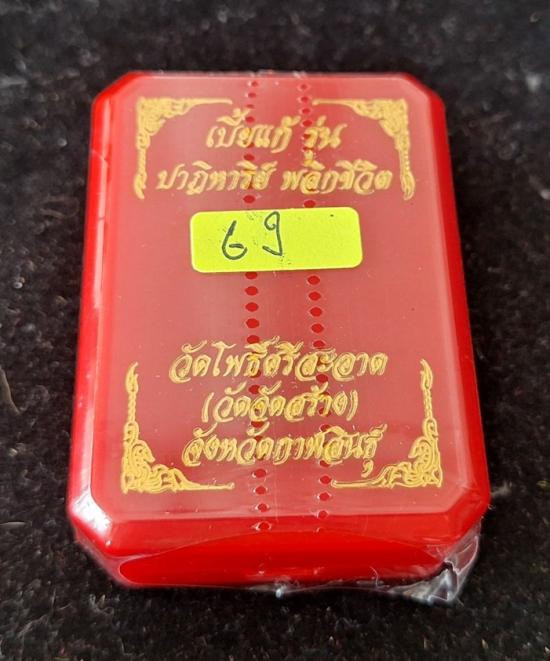 เบี้ยแก้ รุ่น
ปาฏิหาริย์ พลิกชีวิต
69
วัดโพธิ์ศรีสะอาด
(วัดจัดสร้าง)
จังหวัดกาฬสินธุ์